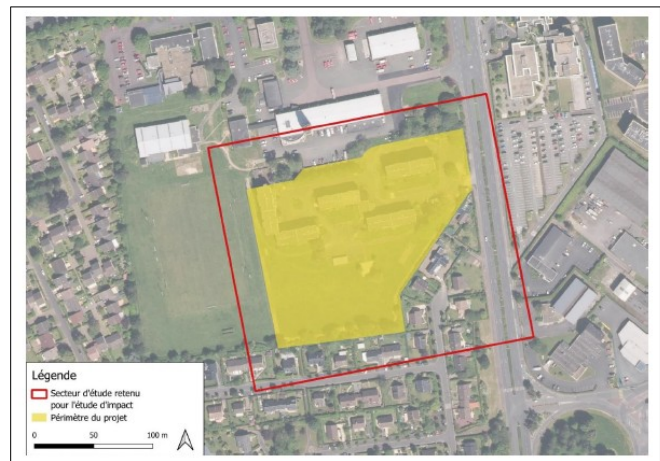 Légende
Secteur d'étude retenu
pour l'étude d'impact
Périmètre du projet
0 50 100 m